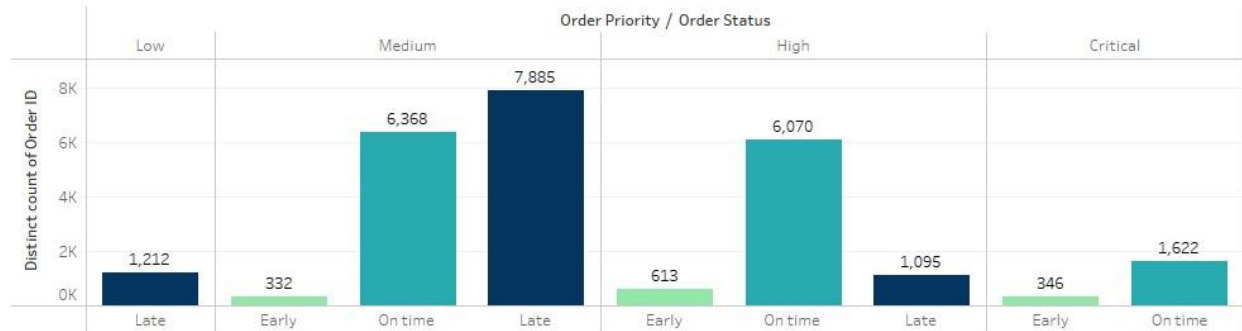 Order Priority / Order Status
Low Medium High Critical
Distinct count of Order ID
8K
6K
4K
2K
0K
1,212 332 6,368 7,885 613 6,070 1,095 346 1,622
Late Early On time Late Early On time Late Early On time